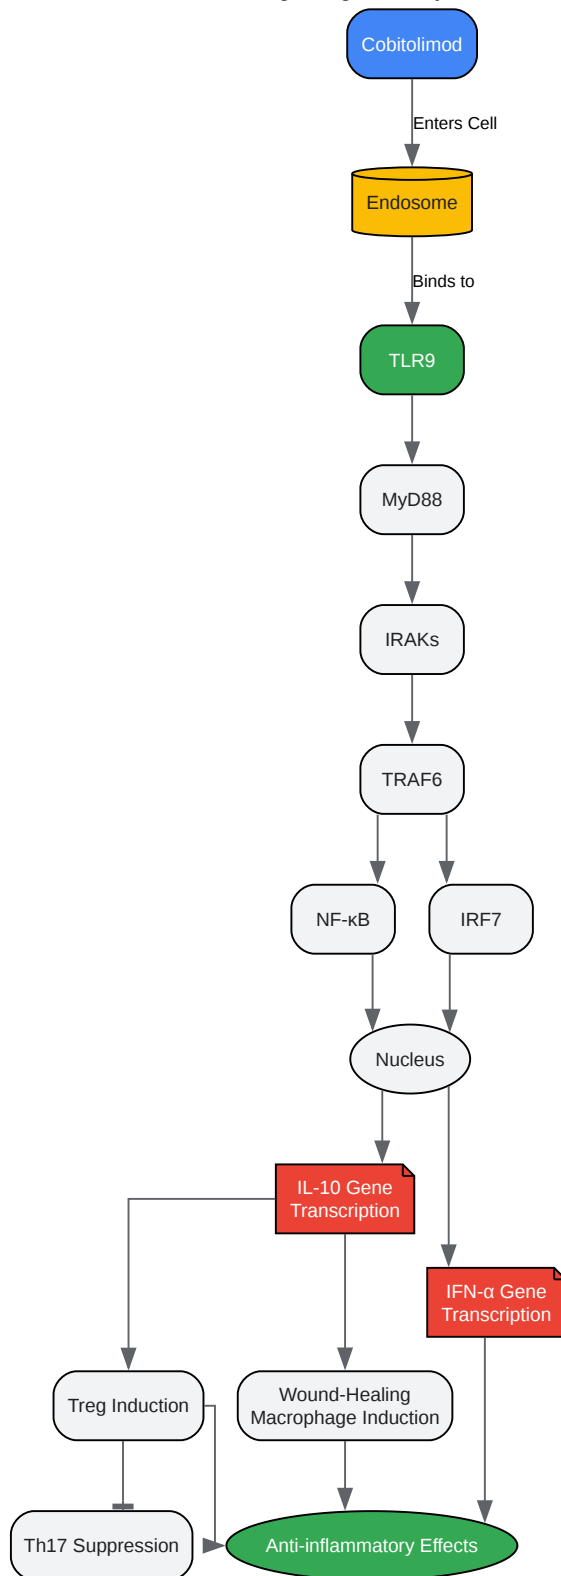 Cobitolimod
Enters Cell
Endosome
Binds to
TLR9
MyD88
IRAKs
TRAF6
NF-κB
IRF7
Nucleus
IL-10 Gene
Transcription
IFN-α Gene
Transcription
Treg Induction
Wound-Healing
Macrophage Induction
Th17 Suppression
Anti-inflammatory Effects